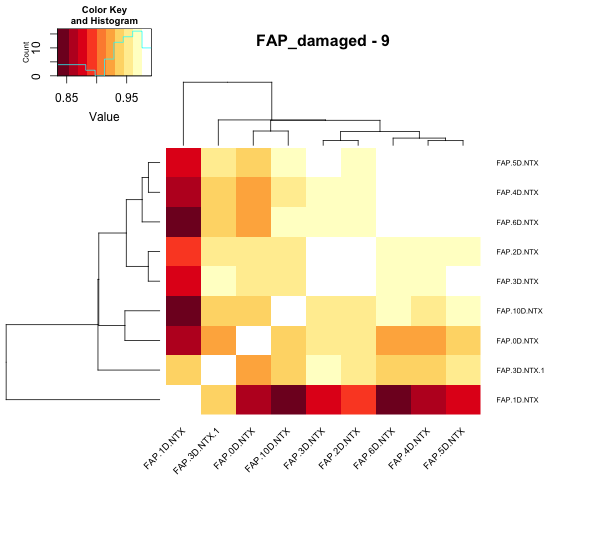 Color Key
and Histogram
Count
0
10
0.85
0.95
Value
FAP_damaged - 9
FAP.5D.NTX
FAP.4D.NTX
FAP.6D.NTX
FAP.2D.NTX
FAP.3D.NTX
FAP.10D.NTX
FAP.0D.NTX
FAP.3D.NTX.1
FAP.1D.NTX
FAP.1D.NTX
FAP.3D.NTX.1
FAP.0D.NTX
FAP.10D.NTX
FAP.3D.NTX
FAP.2D.NTX
FAP.6D.NTX
FAP.4D.NTX
FAP.5D.NTX